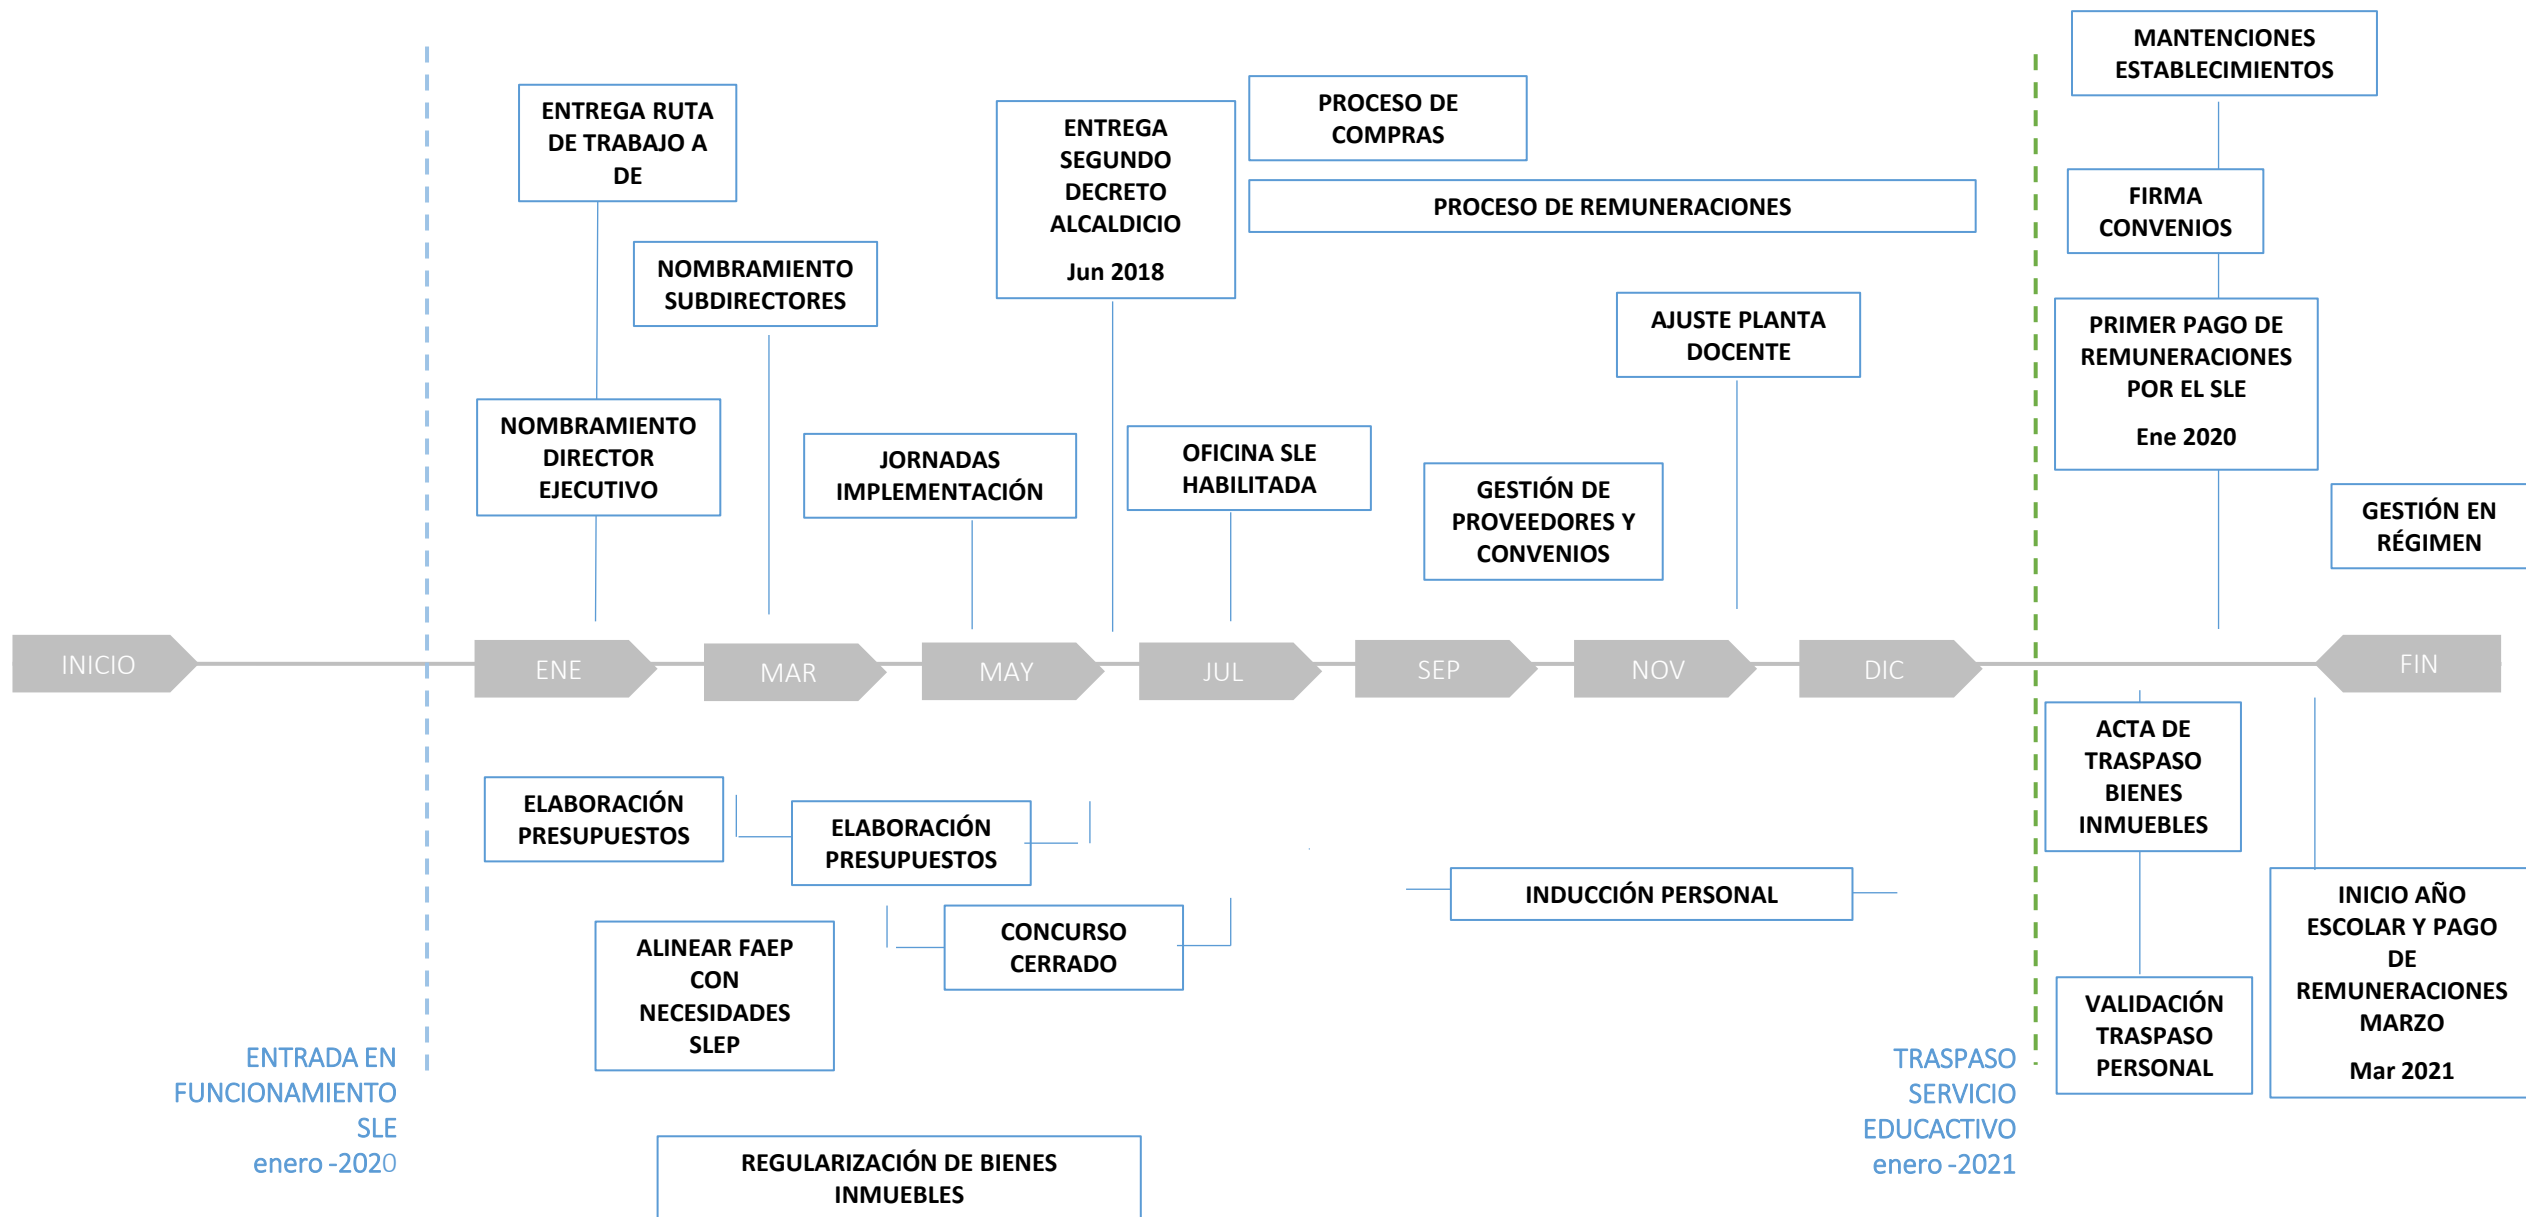 MANTENCIONES
ESTABLECIMIENTOS
ENTREGA RUTA
DE TRABAJO A
DE
ENTREGA
SEGUNDO
DECRETO
ALCALDICIO
Jun 2018
PROCESO DE
COMPRAS
PROCESO DE REMUNERACIONES
FIRMA
CONVENIOS
NOMBRAMIENTO
SUBDIRECTORES
AJUSTE PLANTA
DOCENTE
PRIMER PAGO DE
REMUNERACIONES
POR EL SLE
Ene 2020
NOMBRAMIENTO
DIRECTOR
EJECUTIVO
JORNADAS
IMPLEMENTACIÓN
OFICINA SLE
HABILITADA
GESTIÓN DE
PROVEEDORES Y
CONVENIOS
GESTIÓN EN
RÉGIMEN
INICIO
ENE
MAR
MAY
JUL
SEP
NOV
DIC
FIN
ELABORACIÓN
PRESUPUESTOS
ELABORACIÓN
PRESUPUESTOS
ACTA DE
TRASPASO
BIENES
INMUEBLES
INDUCCIÓN PERSONAL
ALINEAR FAEP
CON
NECESIDADES
SLEP
CONCURSO
CERRADO
INICIO AÑO
ESCOLAR Y PAGO
DE
REMUNERACIONES
MARZO
Mar 2021
VALIDACIÓN
TRASPASO
PERSONAL
ENTRADA EN
FUNCIONAMIENTO
SLE
enero -2020
TRASPASO
SERVICIO
EDUCACTIVO
enero -2021
REGULARIZACIÓN DE BIENES
INMUEBLES